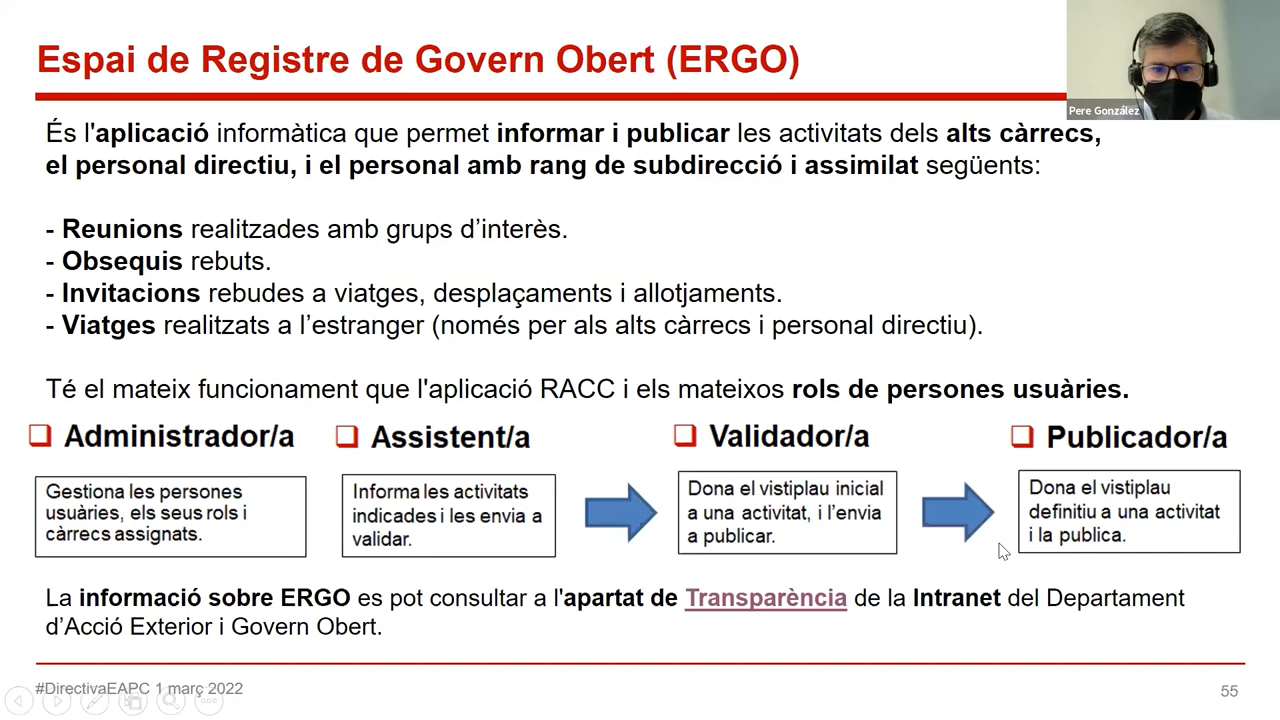 Espai de Registre de Govern Obert (ERGO)
Pere González
És l'aplicació informàtica que permet informar i publicar les activitats dels alts càrrecs,
el personal directiu, i el personal amb rang de subdirecció i assimilat següents:
- Reunions realitzades amb grups d’interès.
- Obsequis rebuts.
- Invitacions rebudes a viatges, desplaçaments i allotjaments.
- Viatges realitzats a l’estranger (només per als alts càrrecs i personal directiu).
Té el mateix funcionament que l'aplicació RACC i els mateixos rols de persones usuàries.
Administrador/a
Gestiona les persones
usuàries, els seus rols i
càrrecs assignats.
Assistent/a
Informa les activitats
indicades i les envia a
validar.
Validador/a
Dona el vistiplau inicial
a una activitat, i l’envia
a publicar.
Publicador/a
Dona el vistiplau
definitiu a una activitat
i la publica.
La informació sobre ERGO es pot consultar a l'apartat de Transparència de la Intranet del Departament
d’Acció Exterior i Govern Obert.
#DirectivaEAPC 1 març 2022
55